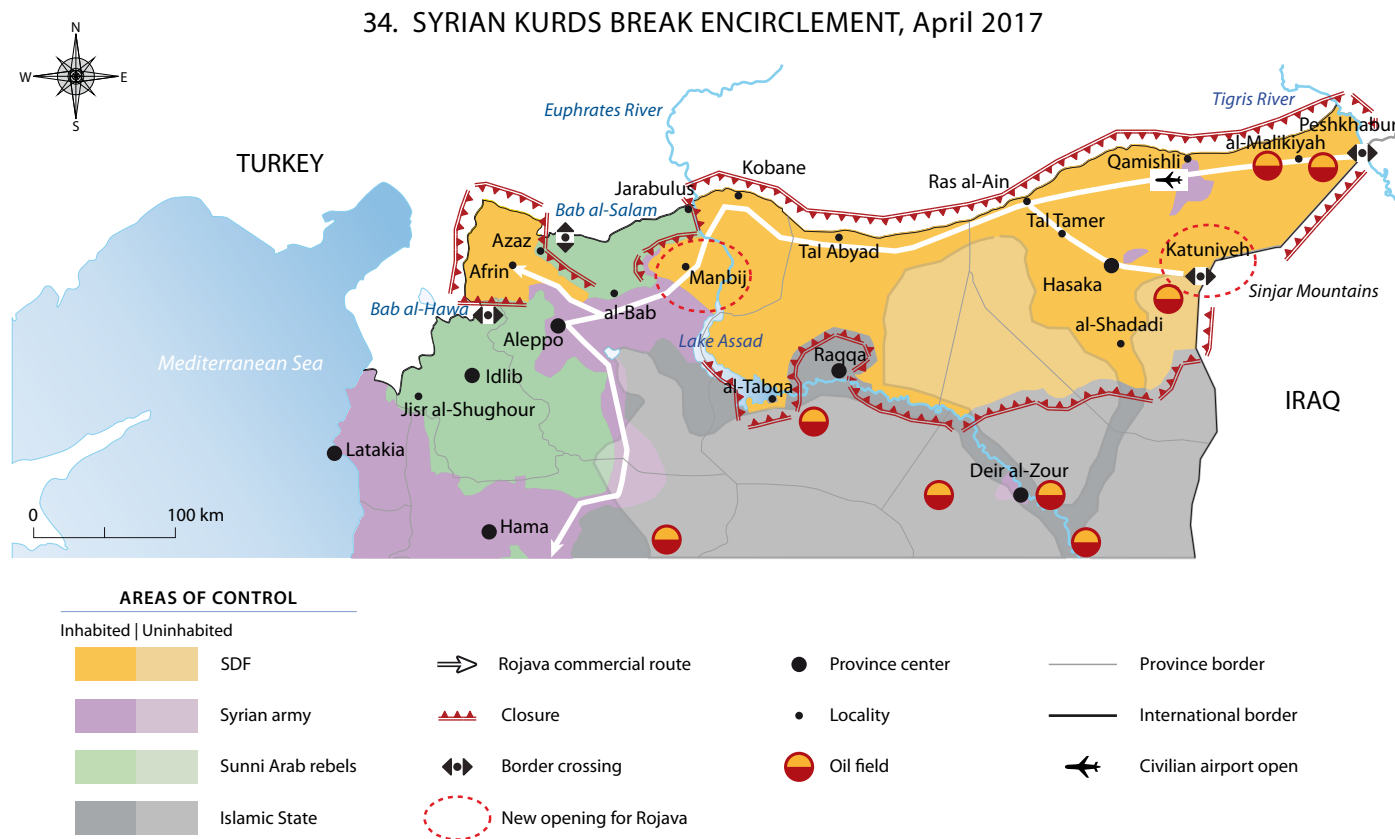 34. SYRIAN KURDS BREAK ENCIRCLEMENT, April 2017
N
W
E
S
Euphrates River
Tigris River
Peshkhabur
al-Malikiyah
TURKEY
Qamishli
Kobane
Jarabulus
Ras al-Ain
Bab al-Salam
Tal Tamer
Azaz
Tal Abyad
Katuniyeh
Afrin
Manbij
Hasaka
Sinjar Mountains
Bab al-Hawa
al-Bab
al-Shadadi
Aleppo
Lake Assad
Mediterranean Sea
Raqqa
Idlib
al-Tabqa
IRAQ
Jisr al-Shughour
Latakia
Deir al-Zour
0
100 km
Hama
AREAS OF CONTROL
Inhabited | Uninhabited
SDF
Rojava commercial route
Province center
Province border
Syrian army
Closure
Locality
International border
Sunni Arab rebels
Border crossing
Oil field
Civilian airport open
Islamic State
New opening for Rojava